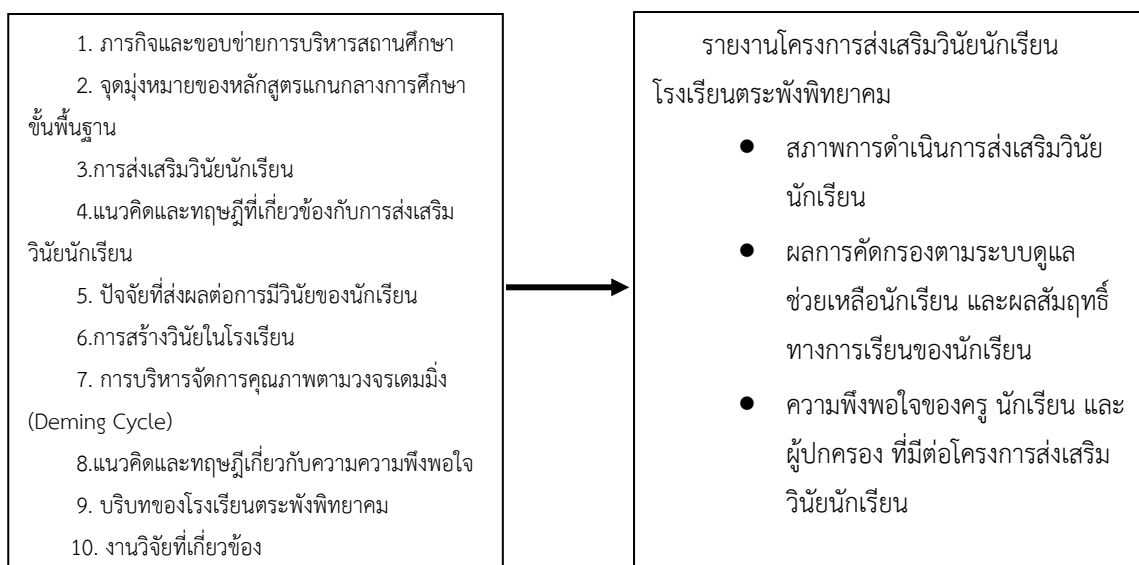 1. ภารกิจและขอบข่ายการบริหารสถานศึกษา
2. จุดมุ่งหมายของหลักสูตรแกนกลางการศึกษา
ขั้นพื้นฐาน
3.การส่งเสริมวินัยนักเรียน
4.แนวคิดและทฤษฎีที่เกี่ยวข้องกับการส่งเสริม
วินัยนักเรียน
5. ปัจจัยที่ส่งผลต่อการมีวินัยของนักเรียน
6.การสร้างวินัยในโรงเรียน
7. การบริหารจัดการคุณภาพตามวงจรเดมมิ่ง
(Deming Cycle)
8.แนวคิดและทฤษฎีเกี่ยวกับความความพึงพอใจ
9. บริบทของโรงเรียนตระพังพิทยาคม
10. งานวิจัยที่เกี่ยวข้อง
รายงานโครงการส่งเสริมวินัยนักเรียน
โรงเรียนตระพังพิทยาคม
● สภาพการดำเนินการส่งเสริมวินัย
นักเรียน
● ผลการคัดกรองตามระบบดูแล
ช่วยเหลือนักเรียน และผลสัมฤทธิ์
ทางการเรียนของนักเรียน
● ความพึงพอใจของครู นักเรียน และ
ผู้ปกครอง ที่มีต่อโครงการส่งเสริม
วินัยนักเรียน